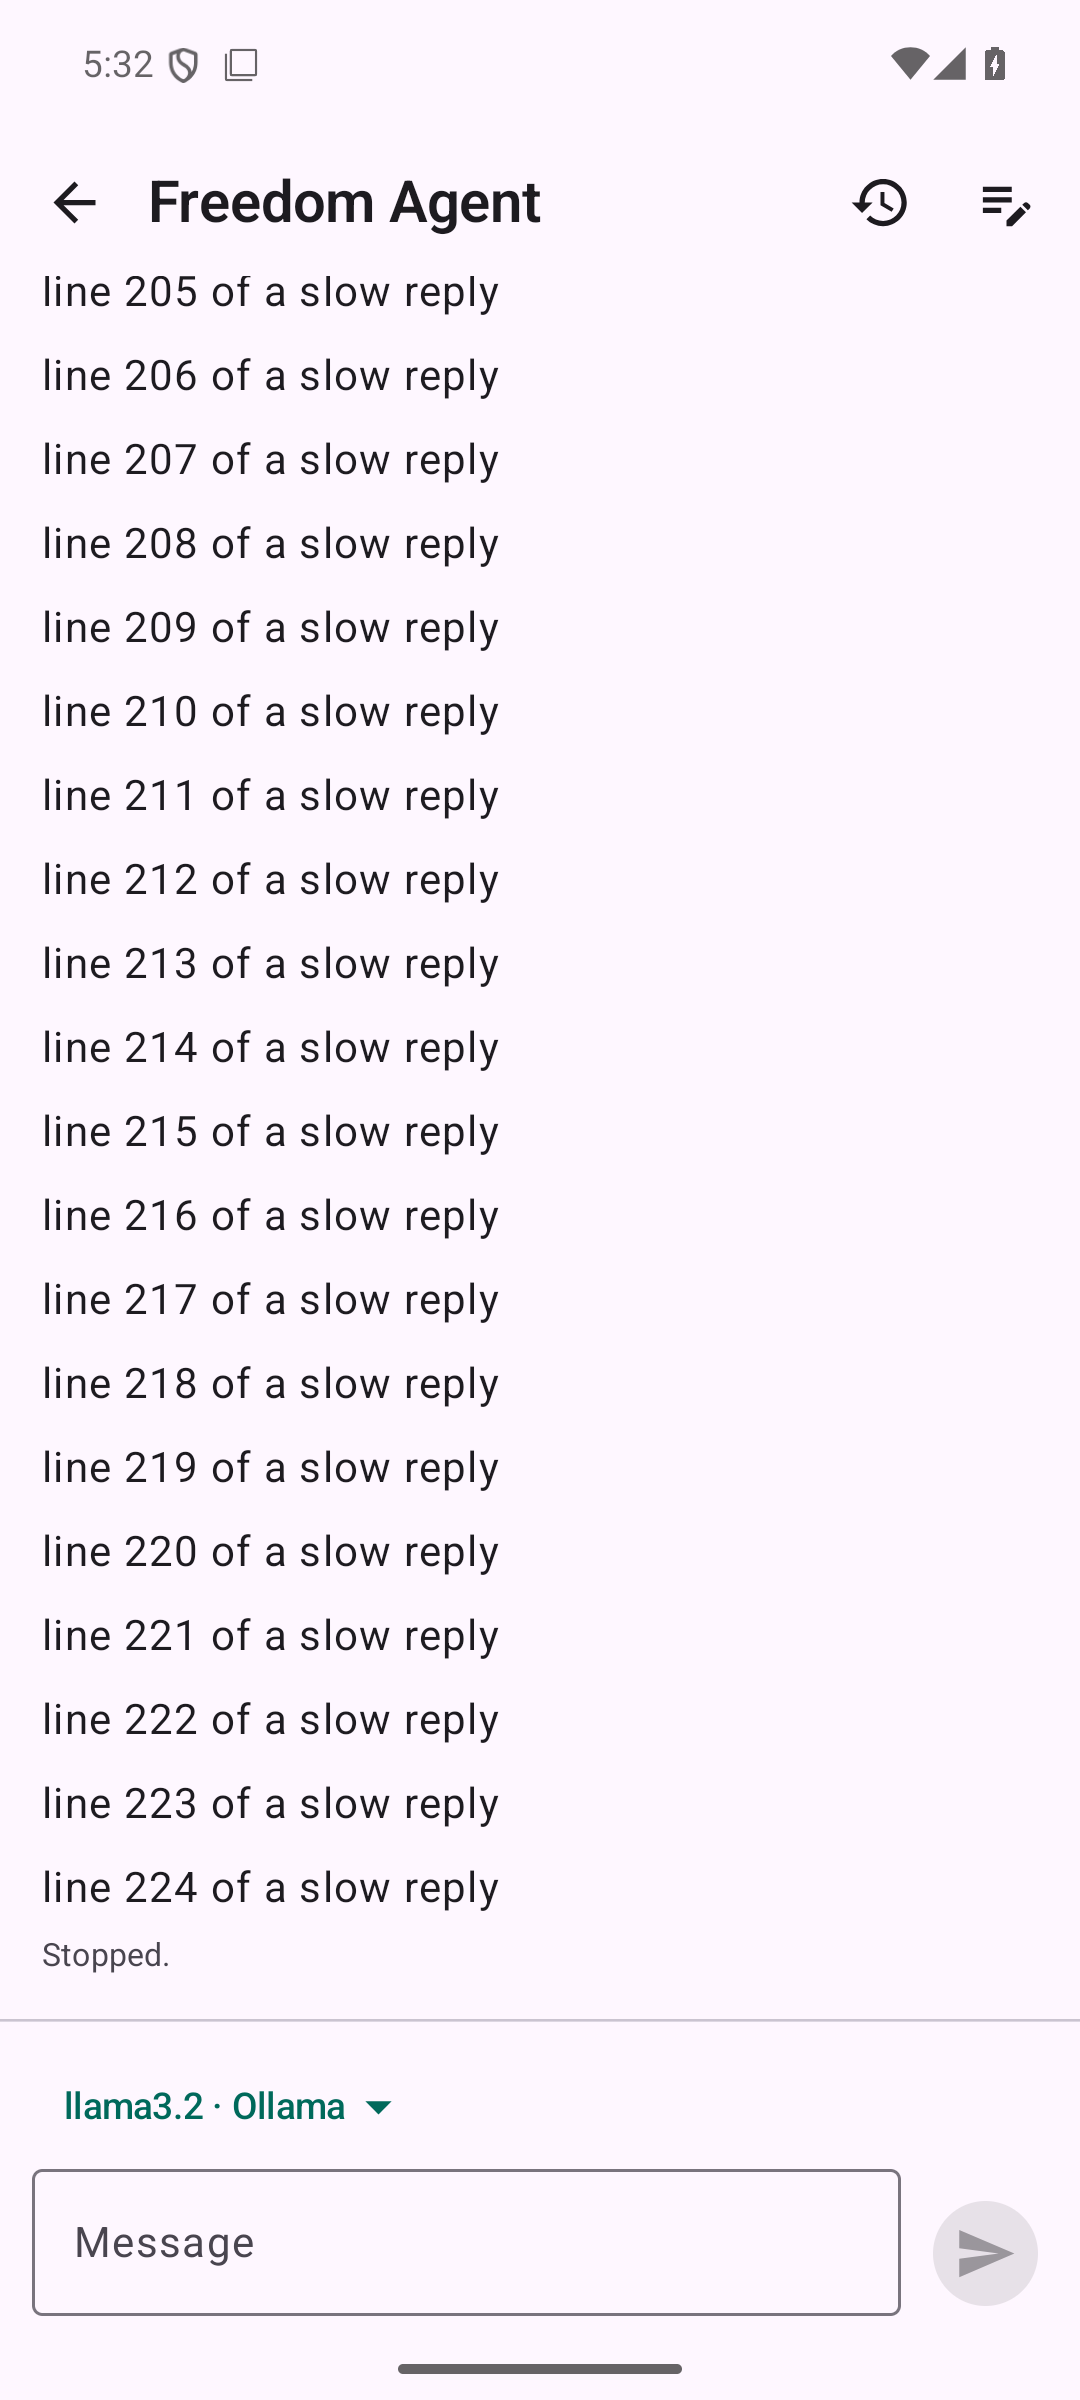 5:32
Freedom Agent
line 205 of a slow reply
line 206 of a slow reply
line 207 of a slow reply
line 208 of a slow reply
line 209 of a slow reply
line 210 of a slow reply
line 211 of a slow reply
line 212 of a slow reply
line 213 of a slow reply
line 214 of a slow reply
line 215 of a slow reply
line 216 of a slow reply
line 217 of a slow reply
line 218 of a slow reply
line 219 of a slow reply
line 220 of a slow reply
line 221 of a slow reply
line 222 of a slow reply
line 223 of a slow reply
line 224 of a slow reply
Stopped.
llama3.2 · Ollama
Message